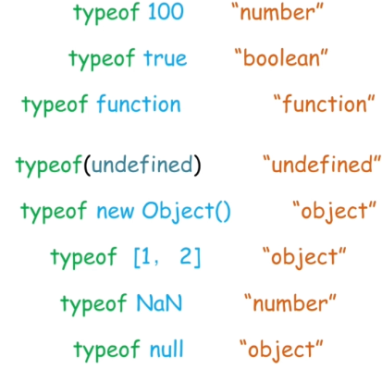 typeof 100 “number”
typeof true “boolean”
typeof function “function”
typeof(undefined) “undefined”
typeof new Object() “object”
typeof [1， 2] “object”
typeof NaN “number”
typeof null “object”